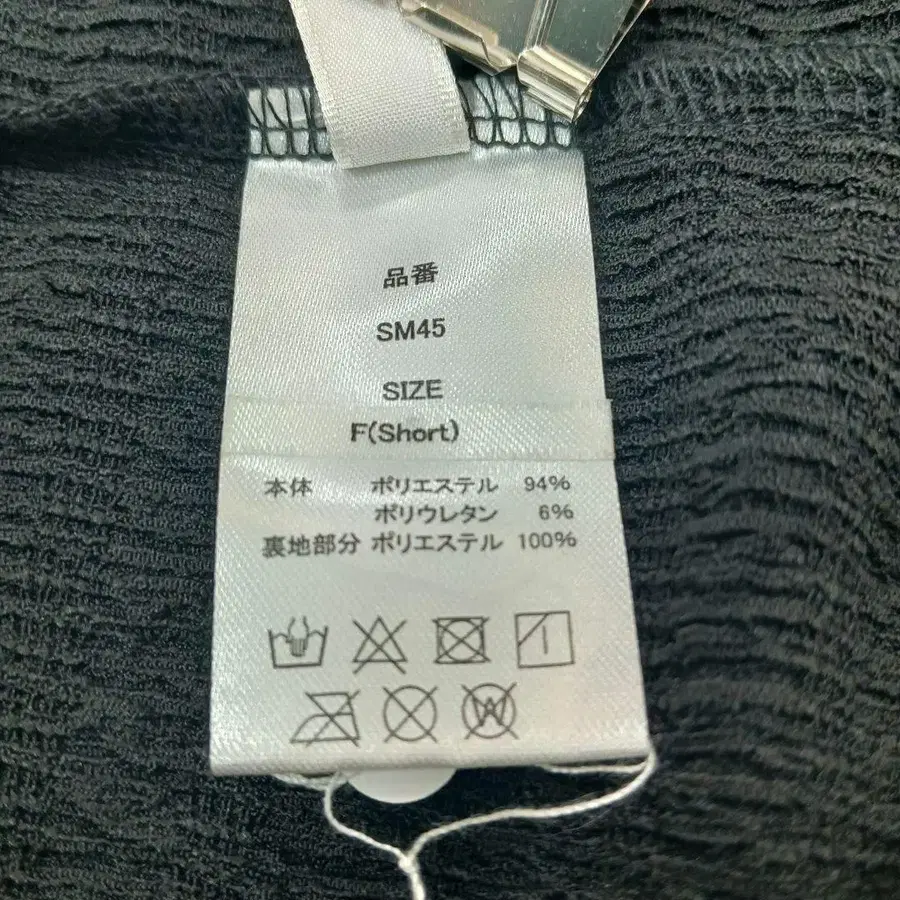 品番
SM45
SIZE
F(Short)
本体 ポリエステル 94%
ポリウレタン 6%
裏地部分 ポリエステル 100%
W